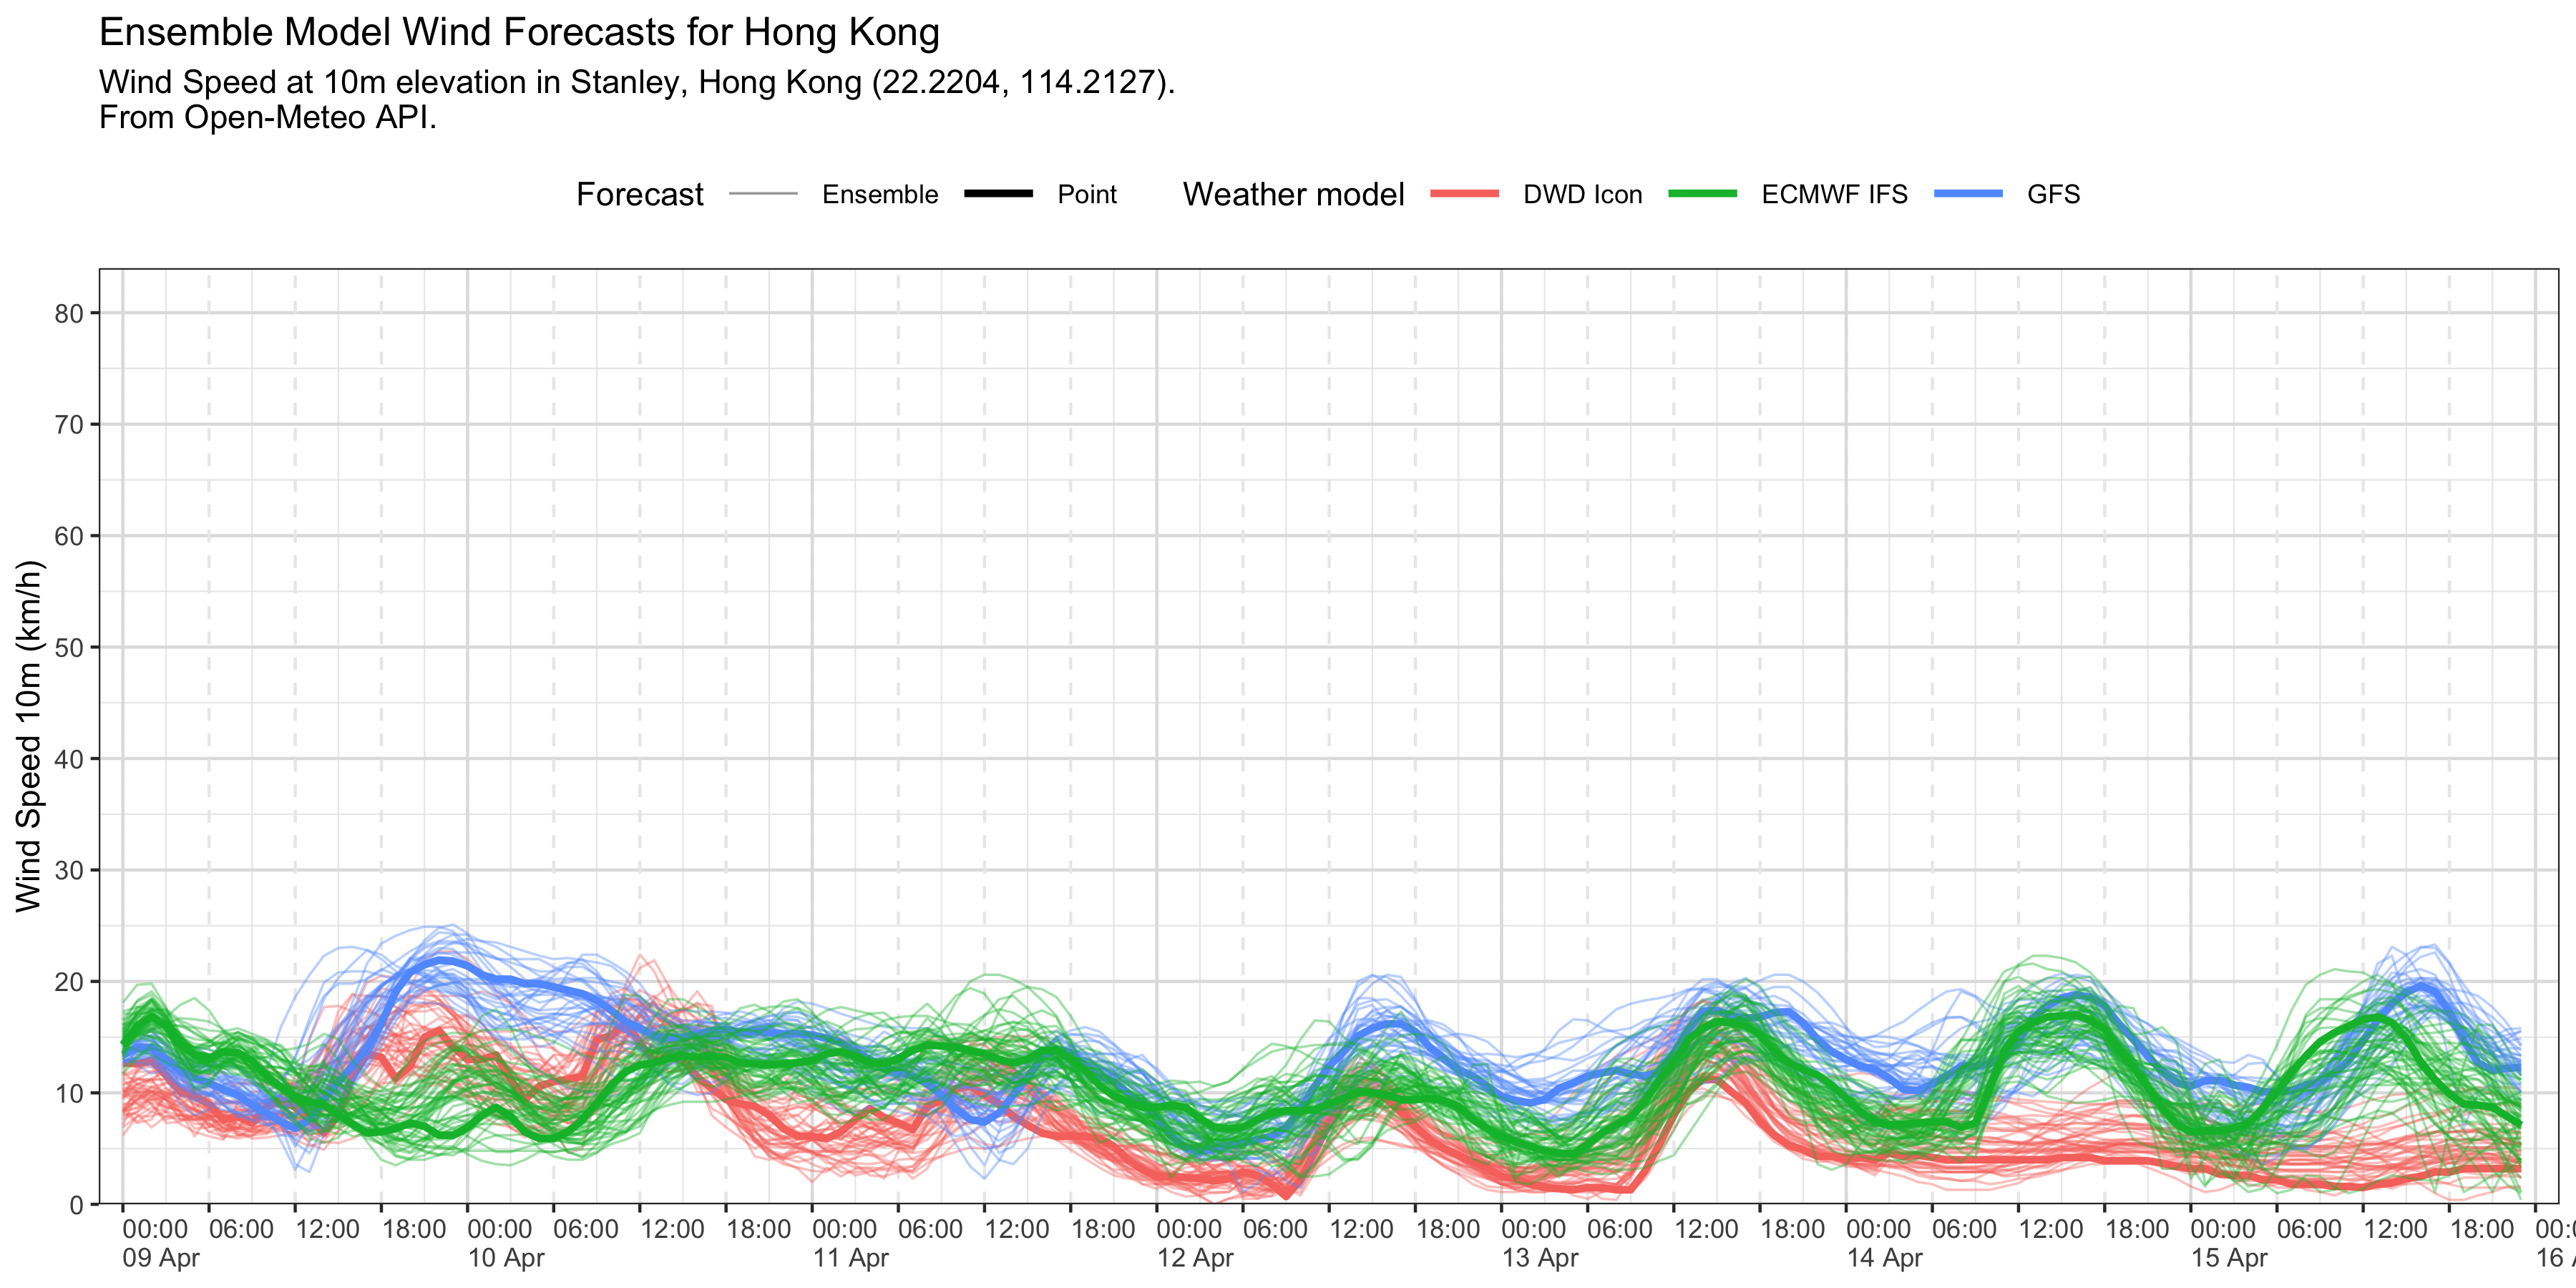 Ensemble Model Wind Forecasts for Hong Kong
Wind Speed at 10m elevation in Stanley, Hong Kong (22.2204, 114.2127).
From Open-Meteo API.
Forecast Ensemble Point Weather model DWD Icon ECMWF IFS GFS
Wind Speed 10m (km/h)
80
70
60
50
40
30
20
10
0
00:00 06:00 12:00 18:00 00:00 06:00 12:00 18:00 00:00 06:00 12:00 18:00 00:00 06:00 12:00 18:00 00:00 06:00 12:00 18:00 00:00 06:00 12:00 18:00 00:00 06:00 12:00 18:00 00:0
09 Apr 10 Apr 11 Apr 12 Apr 13 Apr 14 Apr 15 Apr 16 A